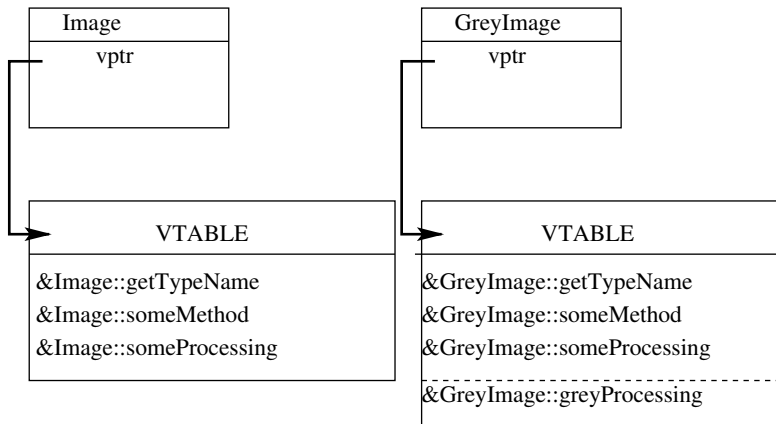 Image
vptr
GreyImage
vptr
VTABLE
&Image::getTypeName
&Image::someMethod
&Image::someProcessing
VTABLE
&GreyImage::getTypeName
&GreyImage::someMethod
&GreyImage::someProcessing
&GreyImage::greyProcessing